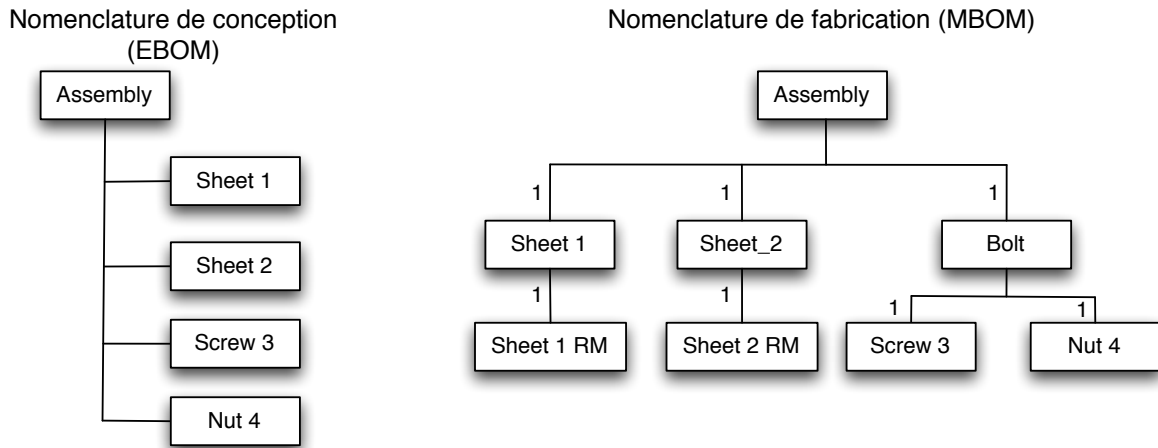 Nomenclature de conception
(EBOM)
Assembly
Sheet 1
Sheet 2
Screw 3
Nut 4
Nomenclature de fabrication (MBOM)
Assembly
1
1
1
Sheet 1
Sheet_2
Bolt
1
1
1
1
Sheet 1 RM
Sheet 2 RM
Screw 3
Nut 4